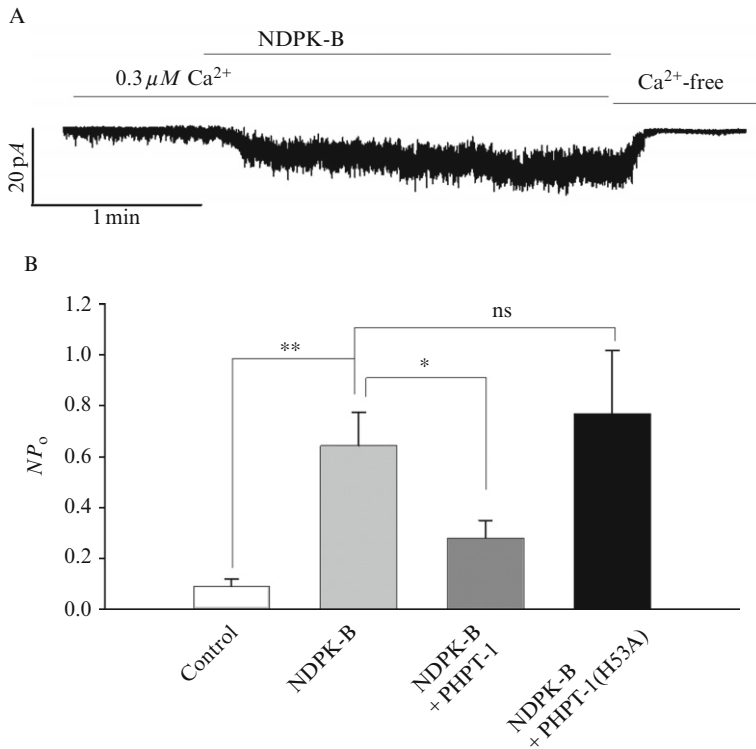 A
NDPK-B
0.3 μM Ca²⁺
Ca²⁺-free
20 pA
1 min
B
1.2
1.0
0.8
0.6
0.4
0.2
0.0
NPₒ
ns
**
*
Control
NDPK-B
NDPK-B
+ PHPT-1
NDPK-B
+ PHPT-1(H53A)